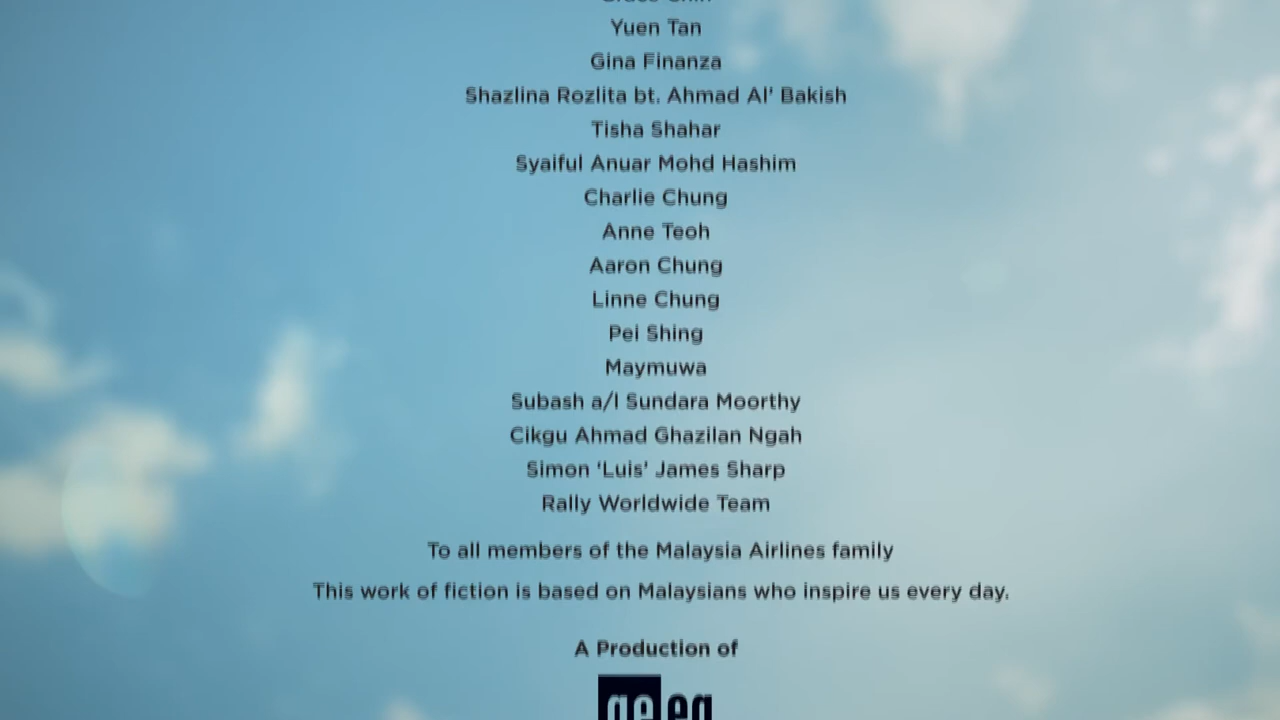 Yuen Tan
Gina Finanza
Shazlina Rozlita bt. Ahmad Al' Bakish
Tisha Shahar
Syaiful Anuar Mohd Hashim
Charlie Chung
Anne Teoh
Aaron Chung
Linne Chung
Pei Shing
Maymuwa
Subash a/l Sundara Moorthy
Cikgu Ahmad Ghazilan Ngah
Simon ‘Luis’ James Sharp
Rally Worldwide Team
To all members of the Malaysia Airlines family
This work of fiction is based on Malaysians who inspire us every day.
A Production of